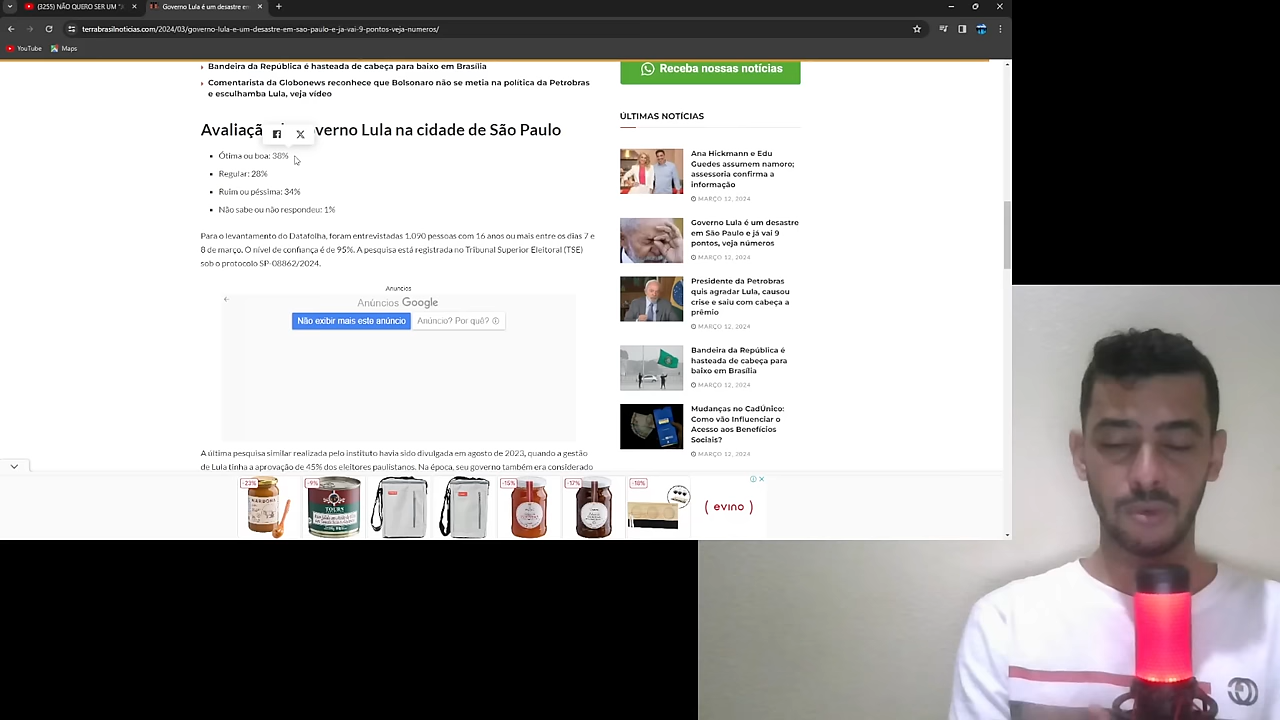 (3255) NÃO QUERO SER UM "J
Governo Lula é um desastre em
terrabrasilnoticias.com/2024/03/governo-lula-e-um-desastre-em-sao-paulo-e-ja-vai-9-pontos-veja-numeros/
YouTube
Maps
Bandeira da República é hasteada de cabeça para baixo em Brasília
Comentarista da Globonews reconhece que Bolsonaro não se metia na política da Petrobras
e esculhamba Lula, veja vídeo
Avaliação governo Lula na cidade de São Paulo
Ótima ou boa: 38%
Regular: 28%
Ruim ou péssima: 34%
Não sabe ou não respondeu: 1%
Para o levantamento do Datafolha, foram entrevistadas 1.090 pessoas com 16 anos ou mais entre os dias 7 e
8 de março. O nível de confiança é de 95%. A pesquisa está registrada no Tribunal Superior Eleitoral (TSE)
sob o protocolo SP-08862/2024.
Anúncios
Anúncios Google
Não exibir mais este anúncio
Anúncio? Por quê?
A última pesquisa similar realizada pelo instituto havia sido divulgada em agosto de 2023, quando a gestão
de Lula tinha a aprovação de 45% dos eleitores paulistanos. Na época, seu governo também era considerado
Receba nossas notícias
ÚLTIMAS NOTÍCIAS
Ana Hickmann e Edu
Guedes assumem namoro;
assessoria confirma a
informação
MARÇO 12, 2024
Governo Lula é um desastre
em São Paulo e já vai 9
pontos, veja números
MARÇO 12, 2024
Presidente da Petrobras
quis agradar Lula, causou
crise e saiu com cabeça a
prêmio
MARÇO 12, 2024
Bandeira da República é
hasteada de cabeça para
baixo em Brasília
MARÇO 12, 2024
Mudanças no CadÚnico:
Como vão Influenciar o
Acesso aos Benefícios
Sociais?
MARÇO 12, 2024
-23%
-9%
-15%
-17%
-18%
TOURS
( evino )